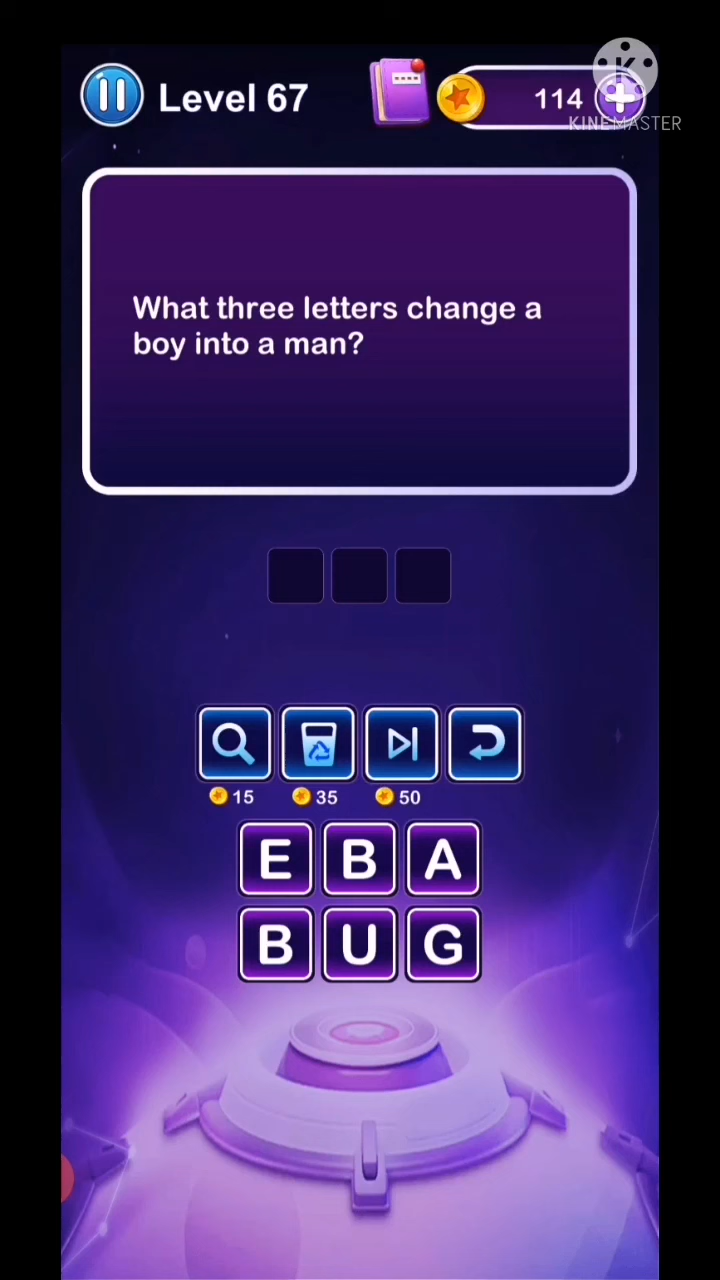 Level 67
114
K
KINEMASTER
What three letters change a
boy into a man?
15
35
50
E B A
B U G